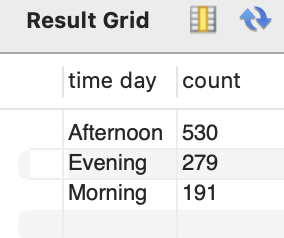 Result Grid
time day count
Afternoon 530
Evening 279
Morning 191